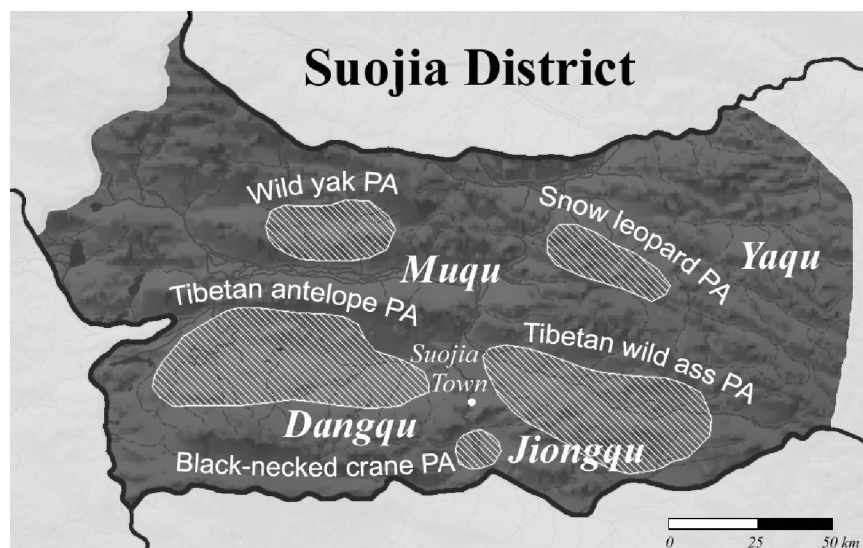 Suojia District
Wild yak PA
Snow leopard PA
Yaqu
Muqu
Tibetan antelope PA
Tibetan wild ass PA
Suojia
Town
Dangqu
Jiongqu
Black-necked crane PA
0 25 50 km